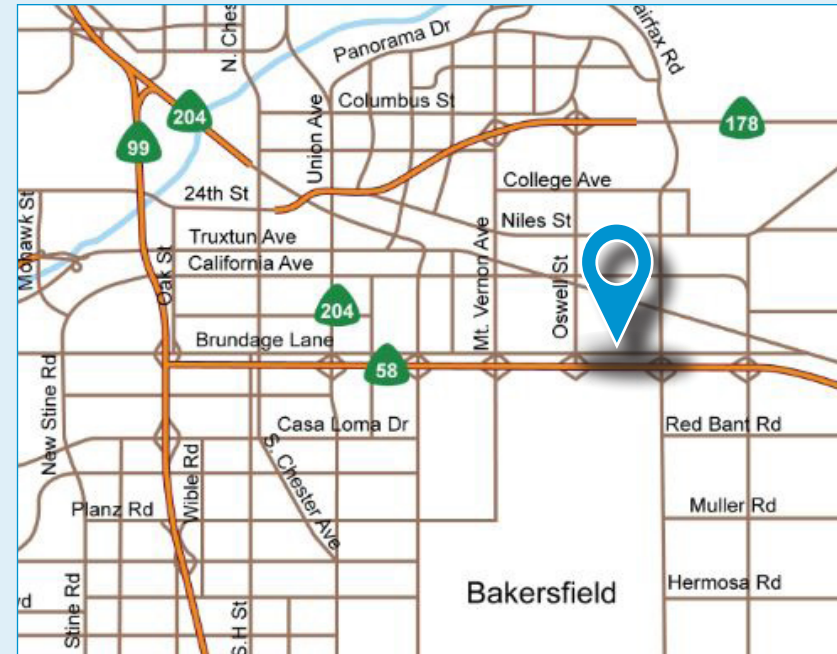 N. Ches
Panorama Dr
airfax Rd
Columbus St
204
99
178
Union Ave
College Ave
24th St
Niles St
Mohawk St
Truxtun Ave
California Ave
Oak St
Mt. Vernon Ave
Oswell St
204
Brundage Lane
58
New Stine Rd
Casa Loma Dr
Red Bant Rd
S. Chester Ave
Wible Rd
Planz Rd
Muller Rd
Bakersfield
Hermosa Rd
vd
Stine Rd
S.H St